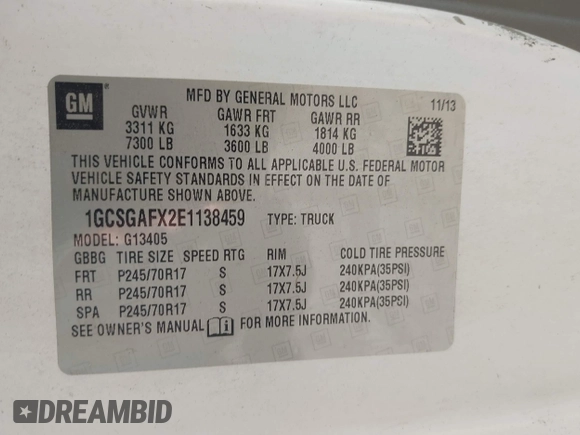 GM
MFD BY GENERAL MOTORS LLC 11/13
GVWR GAWR FRT GAWR RR
3311 KG 1633 KG 1814 KG
7300 LB 3600 LB 4000 LB
THIS VEHICLE CONFORMS TO ALL APPLICABLE U.S. FEDERAL MOTOR
VEHICLE SAFETY STANDARDS IN EFFECT ON THE DATE OF
MANUFACTURE SHOWN ABOVE.
1GCSGAFX2E1138459 TYPE: TRUCK
MODEL: G13405
GBBG TIRE SIZE SPEED RTG RIM COLD TIRE PRESSURE
FRT P245/70R17 S 17X7.5J 240KPA(35PSI)
RR P245/70R17 S 17X7.5J 240KPA(35PSI)
SPA P245/70R17 S 17X7.5J 240KPA(35PSI)
SEE OWNER'S MANUAL FOR MORE INFORMATION.
DREAMBID